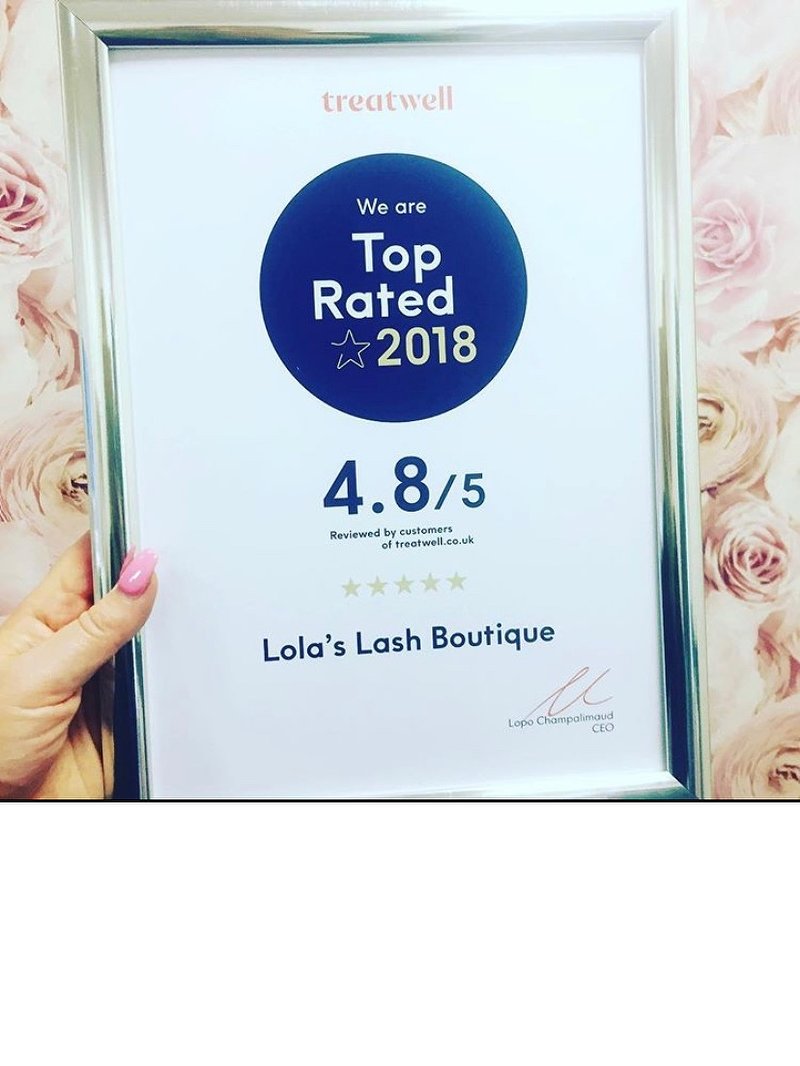 treatwell
We are
Top
Rated
2018
4.8/5
Reviewed by customers
of treatwell.co.uk
Lola's Lash Boutique
Lopo Champalimaud
CEO